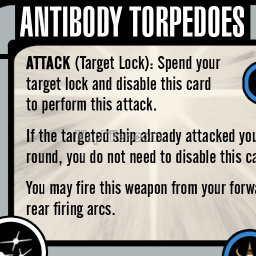 ANTIBODY TORPEDOES
ATTACK (Target Lock): Spend your
target lock and disable this card
to perform this attack.
If the targeted ship already attacked you
round, you do not need to disable this ca
You may fire this weapon from your forwa
rear firing arcs.